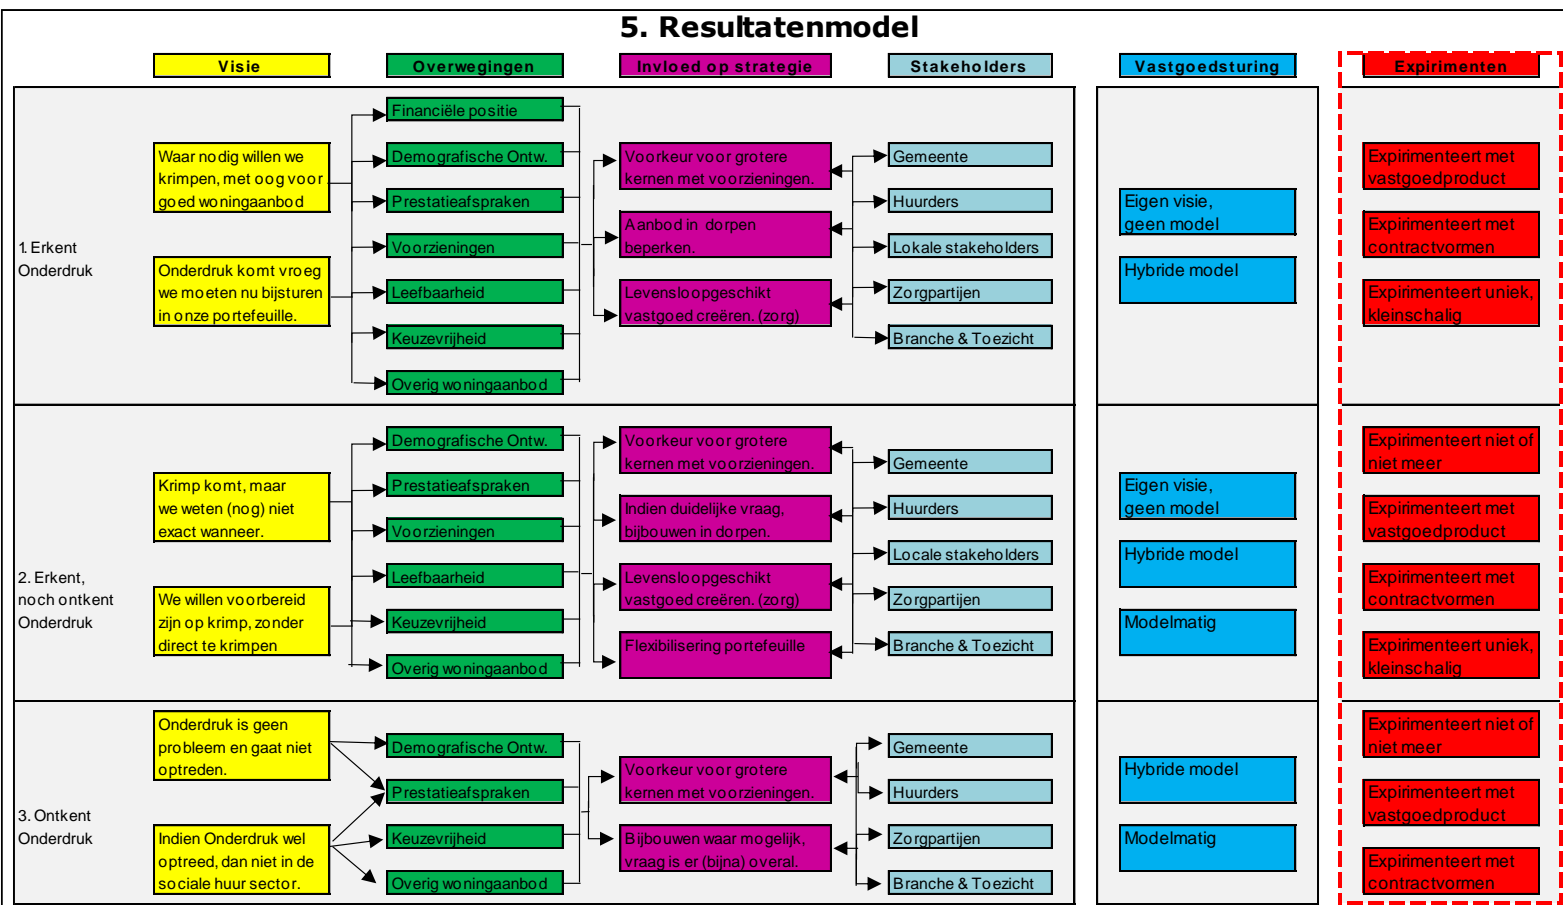 5. Resultatenmodel
Visie
Overwegingen
Invloed op strategie
Stakeholders
Vastgoedsturing
Expirimenten
1. Erkent
Onderdruk
Waar nodig willen we
krimpen, met oog voor
goed woningaanbod
Onderdruk komt vroeg
we moeten nu bijsturen
in onze portefeuille.
Financiële positie
Demografische Ontw.
Prestatieafspraken
Voorzieningen
Leefbaarheid
Keuzevrijheid
Overig woningaanbod
Voorkeur voor grotere
kernen met voorzieningen.
Aanbod in dorpen
beperken.
Levensloopgeschikt
vastgoed creëren. (zorg)
Gemeente
Huurders
Lokale stakeholders
Zorgpartijen
Branche & Toezicht
Eigen visie,
geen model
Hybride model
Expirimenteert met
vastgoedproduct
Expirimenteert met
contractvormen
Expirimenteert uniek,
kleinschalig
2. Erkent,
noch ontkent
Onderdruk
Krimp komt, maar
we weten (nog) niet
exact wanneer.
We willen voorbereid
zijn op krimp, zonder
direct te krimpen
Demografische Ontw.
Prestatieafspraken
Voorzieningen
Leefbaarheid
Keuzevrijheid
Overig woningaanbod
Voorkeur voor grotere
kernen met voorzieningen.
Indien duidelijke vraag,
bijbouwen in dorpen.
Levensloopgeschikt
vastgoed creëren. (zorg)
Flexibilisering portefeuille
Gemeente
Huurders
Locale stakeholders
Zorgpartijen
Branche & Toezicht
Eigen visie,
geen model
Hybride model
Modelmatig
Expirimenteert niet of
niet meer
Expirimenteert met
vastgoedproduct
Expirimenteert met
contractvormen
Expirimenteert uniek,
kleinschalig
3. Ontkent
Onderdruk
Onderdruk is geen
probleem en gaat niet
optreden.
Indien Onderdruk wel
optreed, dan niet in de
sociale huur sector.
Demografische Ontw.
Prestatieafspraken
Keuzevrijheid
Overig woningaanbod
Voorkeur voor grotere
kernen met voorzieningen.
Bijbouwen waar mogelijk,
vraag is er (bijna) overal.
Gemeente
Huurders
Zorgpartijen
Branche & Toezicht
Hybride model
Modelmatig
Expirimenteert niet of
niet meer
Expirimenteert met
vastgoedproduct
Expirimenteert met
contractvormen